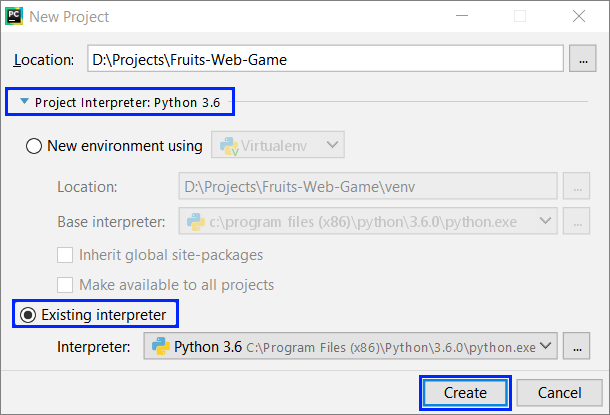 PC New Project
Location: D:\Projects\Fruits-Web-Game ...
Project Interpreter: Python 3.6
New environment using Virtualenv
Location: D:\Projects\Fruits-Web-Game\venv ...
Base interpreter: c:\program files (x86)\python\3.6.0\python.exe ...
Inherit global site-packages
Make available to all projects
Existing interpreter
Interpreter: Python 3.6 C:\Program Files (x86)\Python\3.6.0\python.exe ...
Create Cancel